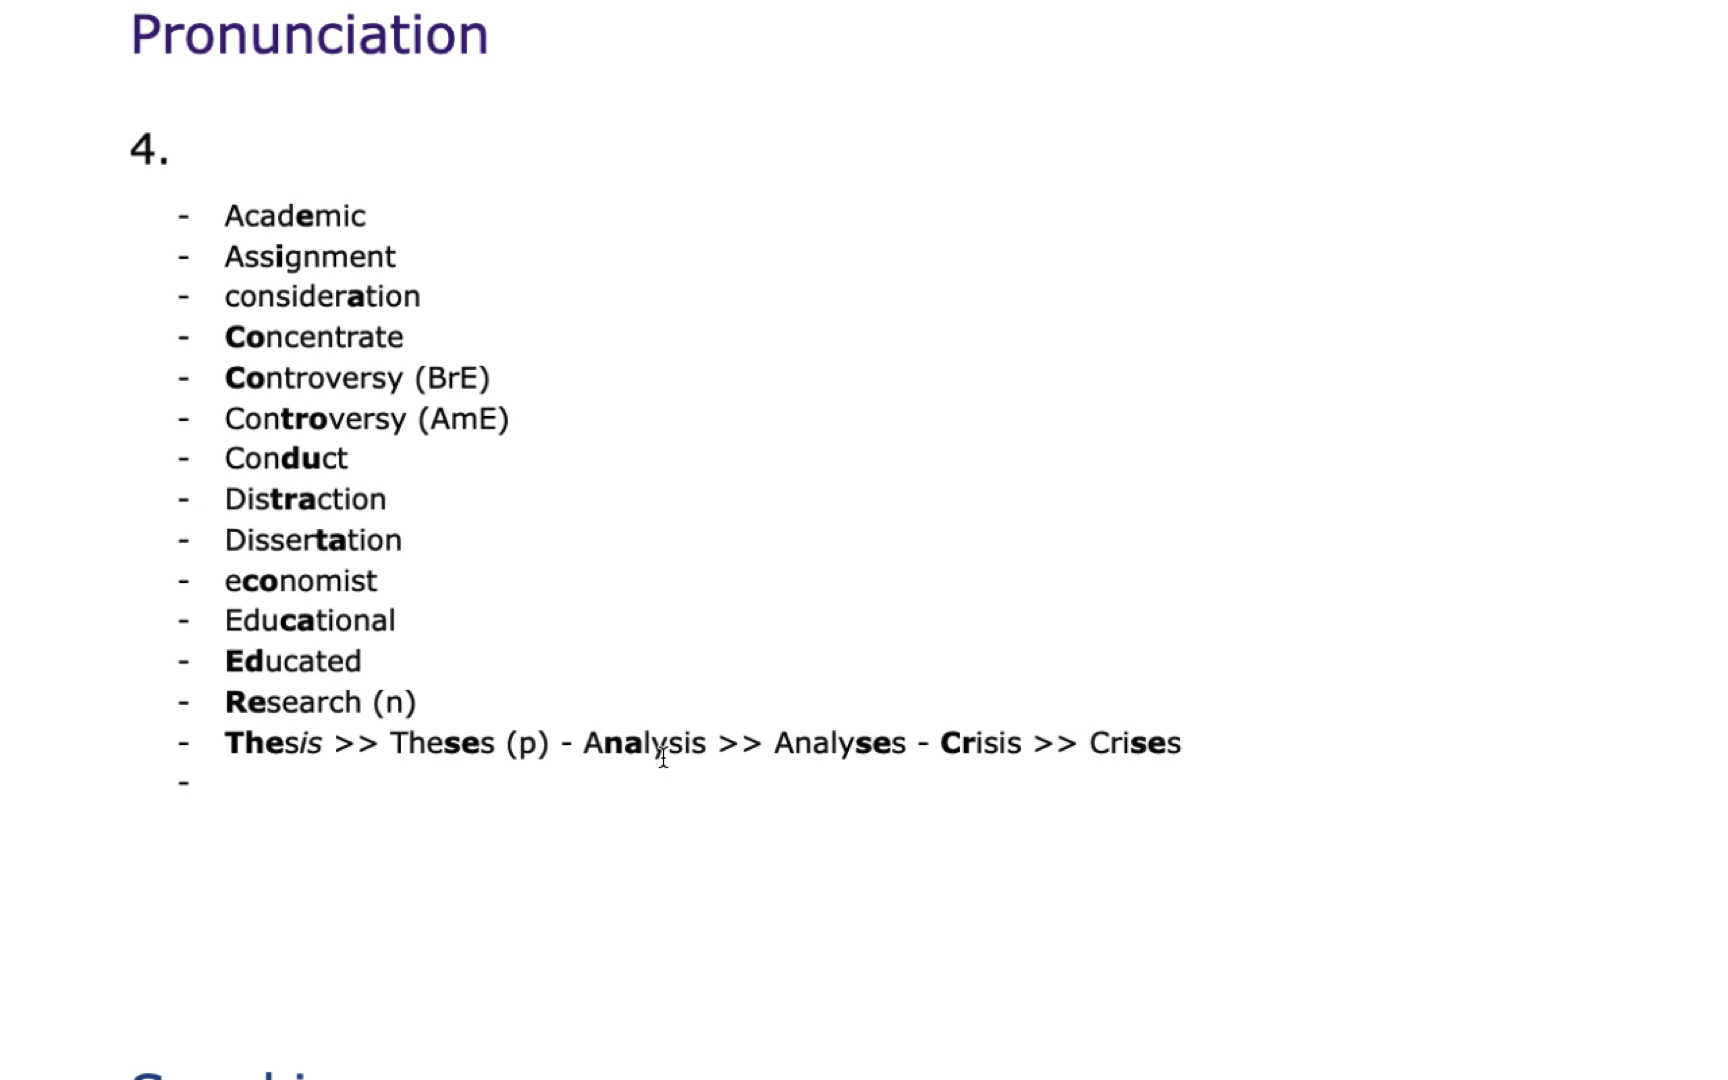 Pronunciation
4.
- Academic
- Assignment
- consideration
- Concentrate
- Controversy (BrE)
- Controversy (AmE)
- Conduct
- Distraction
- Dissertation
- economist
- Educational
- Educated
- Research (n)
- Thesis >> Theses (p) - Analysis >> Analyses - Crisis >> Crises
-